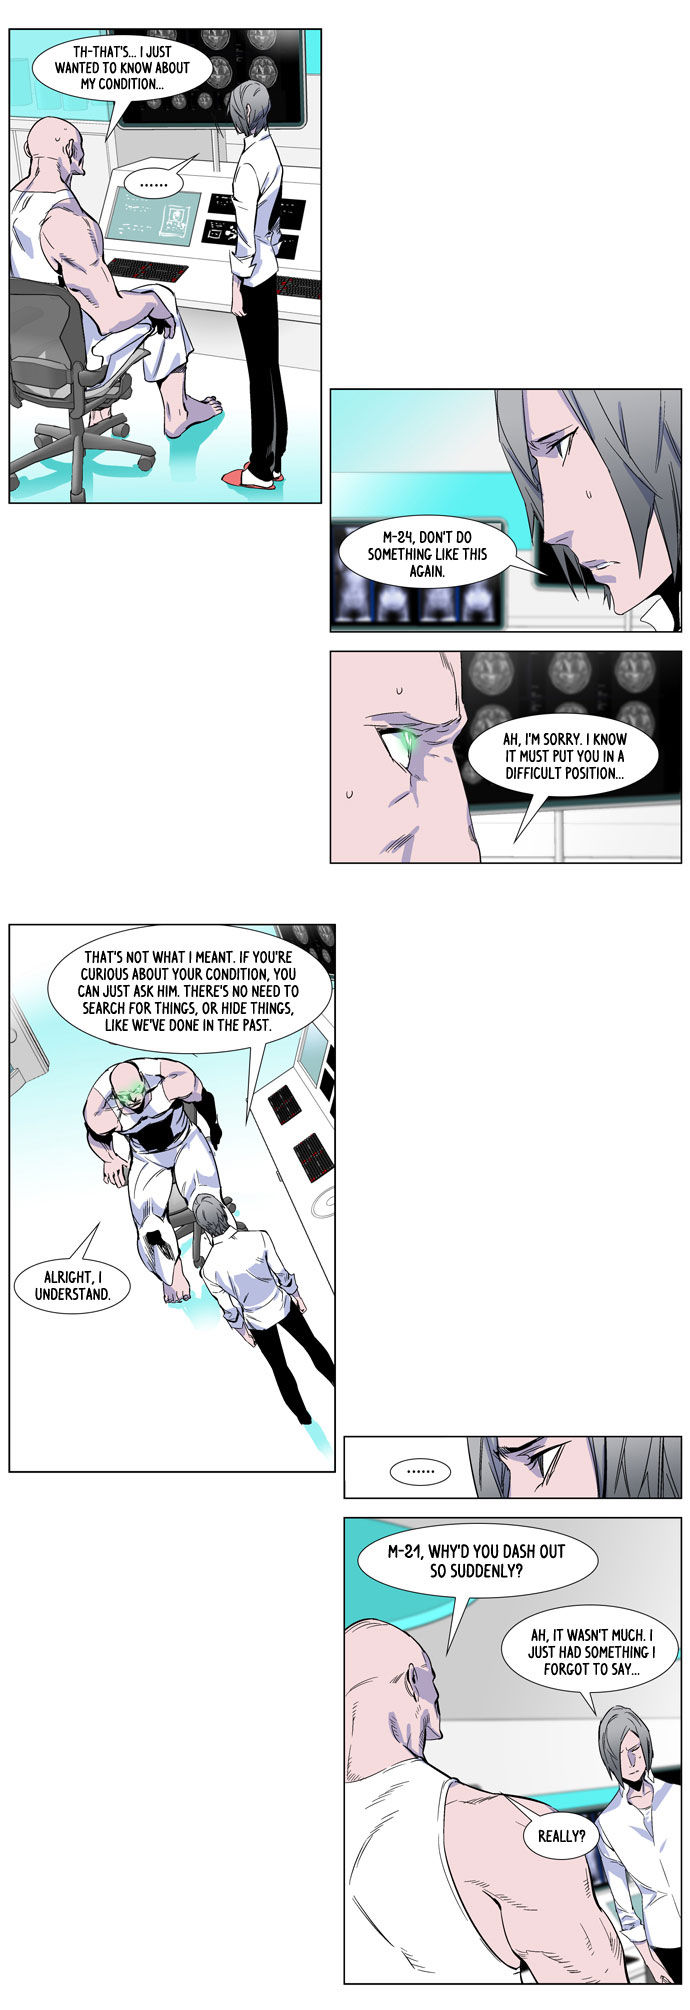 TH-THAT'S... I JUST
WANTED TO KNOW ABOUT
MY CONDITION...
......
M-24, DON'T DO
SOMETHING LIKE THIS
AGAIN.
AH, I'M SORRY. I KNOW
IT MUST PUT YOU IN A
DIFFICULT POSITION...
THAT'S NOT WHAT I MEANT. IF YOU'RE
CURIOUS ABOUT YOUR CONDITION, YOU
CAN JUST ASK HIM. THERE'S NO NEED TO
SEARCH FOR THINGS, OR HIDE THINGS,
LIKE WE'VE DONE IN THE PAST.
ALRIGHT, I
UNDERSTAND.
......
M-21, WHY'D YOU DASH OUT
SO SUDDENLY?
AH, IT WASN'T MUCH. I
JUST HAD SOMETHING I
FORGOT TO SAY...
REALLY?